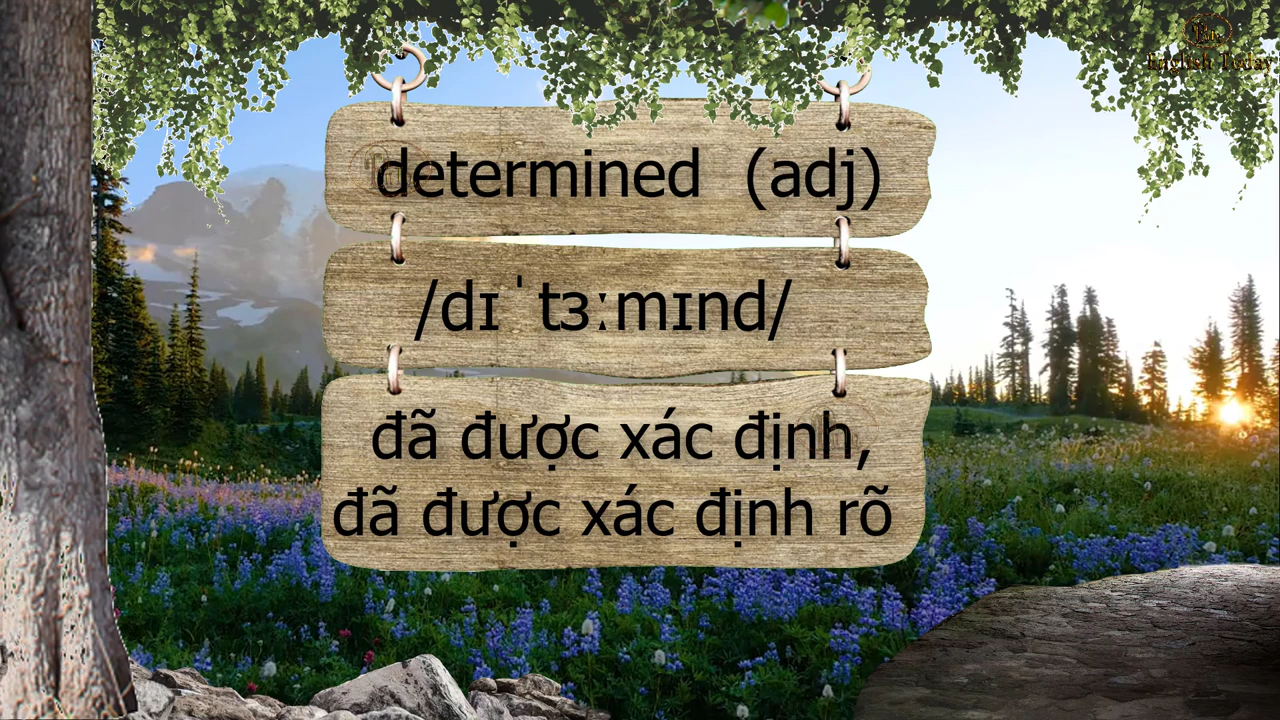 English Today
determined (adj)
/dɪˈtɜːmɪnd/
đã được xác định,
đã được xác định rõ